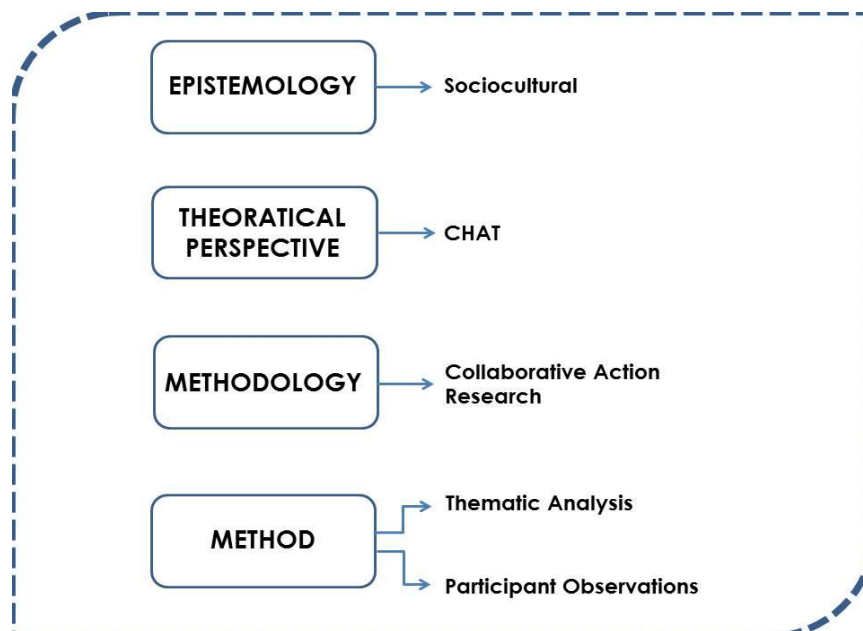 EPISTEMOLOGY
Sociocultural
THEORATICAL
PERSPECTIVE
CHAT
METHODOLOGY
Collaborative Action
Research
METHOD
Thematic Analysis
Participant Observations